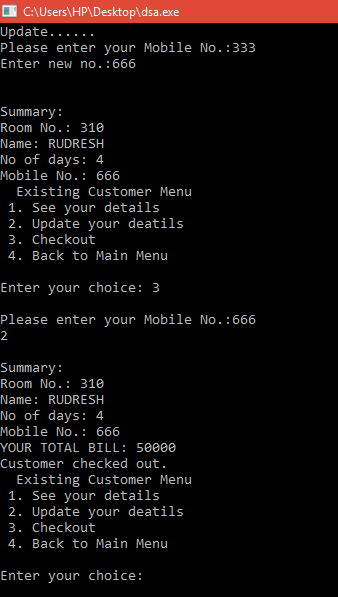 C:\Users\HP\Desktop\dsa.exe
Update......
Please enter your Mobile No.:333
Enter new no.:666
Summary:
Room No.: 310
Name: RUDRESH
No of days: 4
Mobile No.: 666
Existing Customer Menu
1. See your details
2. Update your deatils
3. Checkout
4. Back to Main Menu
Enter your choice: 3
Please enter your Mobile No.:666
2
Summary:
Room No.: 310
Name: RUDRESH
No of days: 4
Mobile No.: 666
YOUR TOTAL BILL: 50000
Customer checked out.
Existing Customer Menu
1. See your details
2. Update your deatils
3. Checkout
4. Back to Main Menu
Enter your choice: